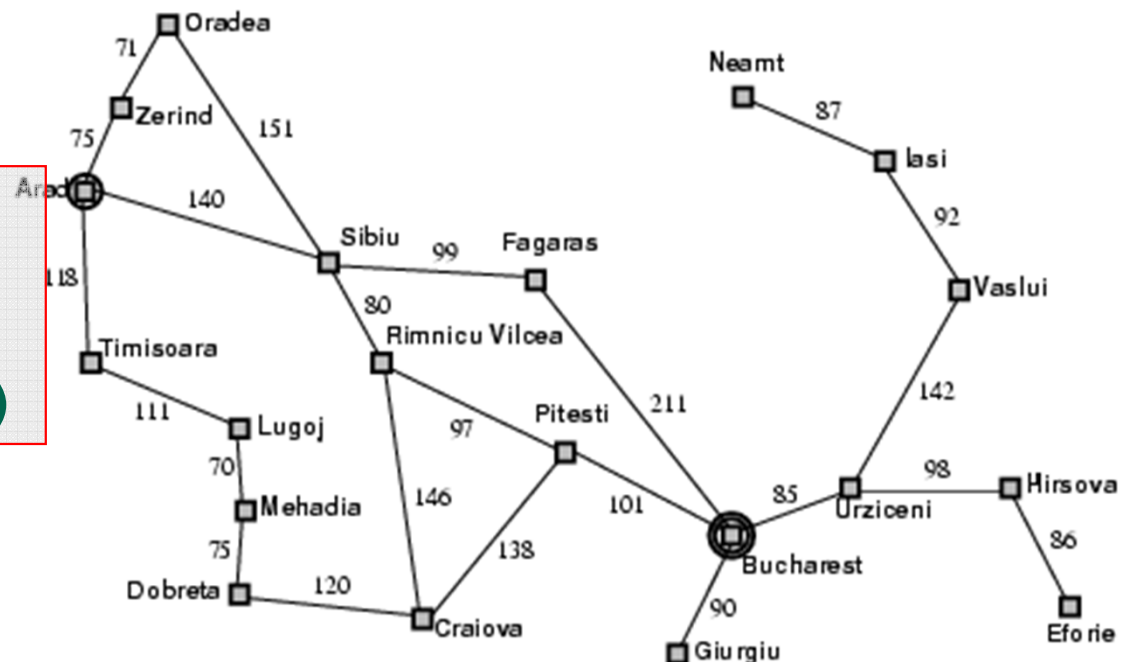 Oradea
71
Neamt
87
Zerind
75
151
Iasi
Arad
140
92
Sibiu
Fagaras
99
118
Vaslui
80
Rimnicu Vilcea
Timisoara
142
211
111
Pitesti
Lugoj
97
70
98
Hirsova
146
101
85
Urziceni
Mehadia
86
75
138
Bucharest
120
Dobreta
90
Craiova
Eforie
Giurgiu